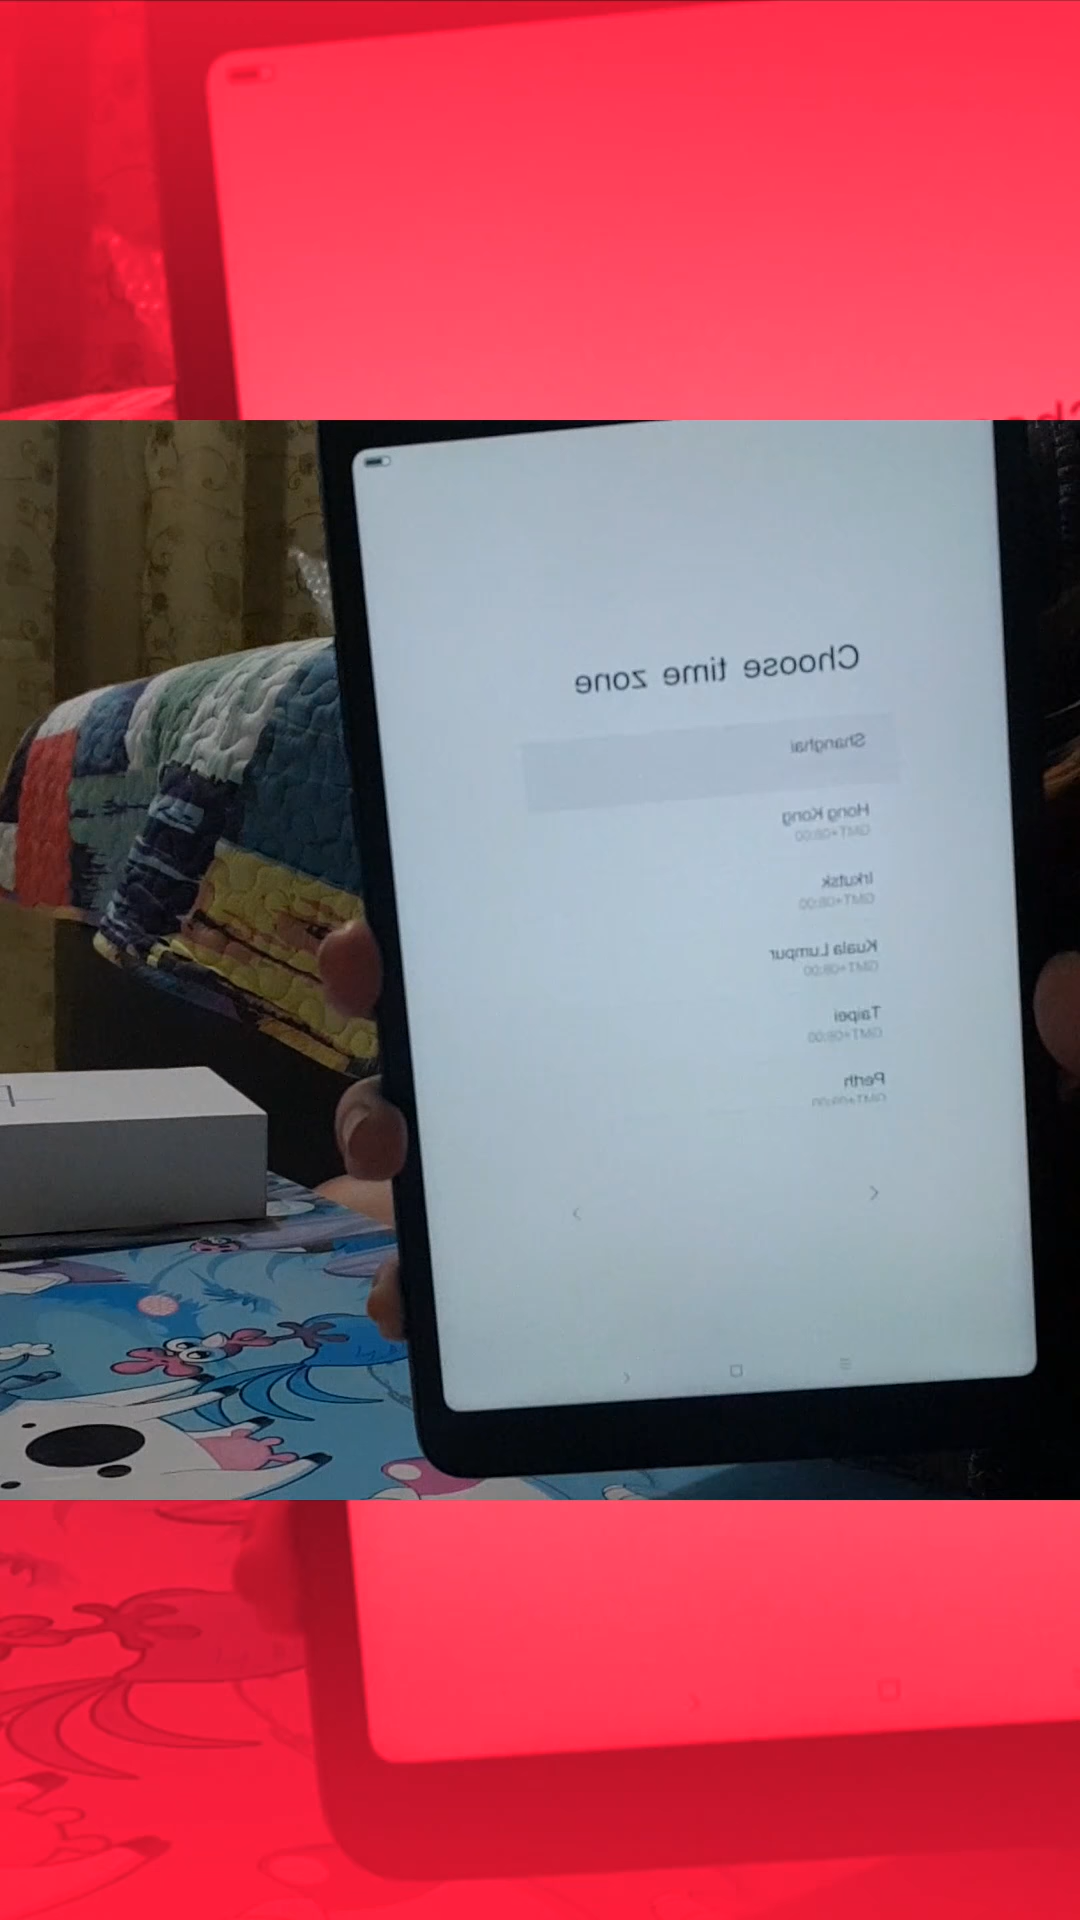 Choose time zone
Shanghai
Hong Kong
GMT+08:00
Irkutsk
GMT+08:00
Kuala Lumpur
GMT+08:00
Taipei
GMT+08:00
Perth